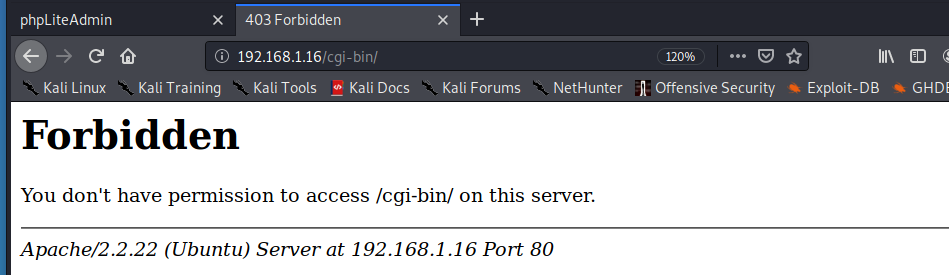 phpLiteAdmin
403 Forbidden
192.168.1.16/cgi-bin/
120%
Kali Linux Kali Training Kali Tools Kali Docs Kali Forums NetHunter Offensive Security Exploit-DB GHDB
Forbidden
You don't have permission to access /cgi-bin/ on this server.
Apache/2.2.22 (Ubuntu) Server at 192.168.1.16 Port 80